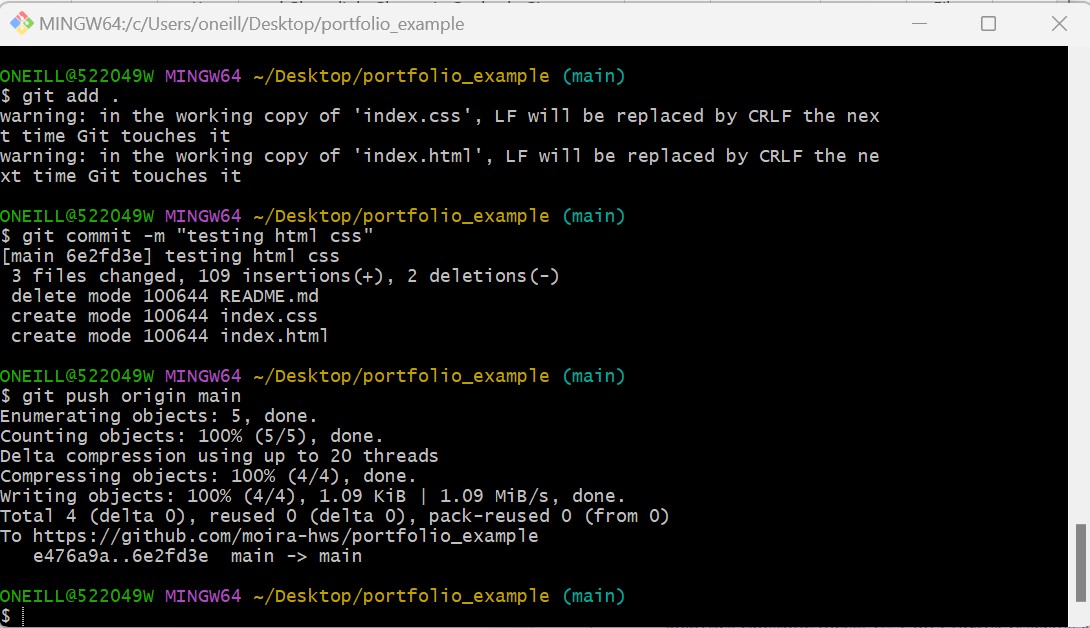 MINGW64:/c/Users/oneill/Desktop/portfolio_example
ONEILL@522049W MINGW64 ~/Desktop/portfolio_example (main)
$ git add .
warning: in the working copy of 'index.css', LF will be replaced by CRLF the nex
t time Git touches it
warning: in the working copy of 'index.html', LF will be replaced by CRLF the ne
xt time Git touches it
ONEILL@522049W MINGW64 ~/Desktop/portfolio_example (main)
$ git commit -m "testing html css"
[main 6e2fd3e] testing html css
 3 files changed, 109 insertions(+), 2 deletions(-)
 delete mode 100644 README.md
 create mode 100644 index.css
 create mode 100644 index.html
ONEILL@522049W MINGW64 ~/Desktop/portfolio_example (main)
$ git push origin main
Enumerating objects: 5, done.
Counting objects: 100% (5/5), done.
Delta compression using up to 20 threads
Compressing objects: 100% (4/4), done.
Writing objects: 100% (4/4), 1.09 KiB | 1.09 MiB/s, done.
Total 4 (delta 0), reused 0 (delta 0), pack-reused 0 (from 0)
To https://github.com/moira-hws/portfolio_example
   e476a9a..6e2fd3e  main -> main
ONEILL@522049W MINGW64 ~/Desktop/portfolio_example (main)
$